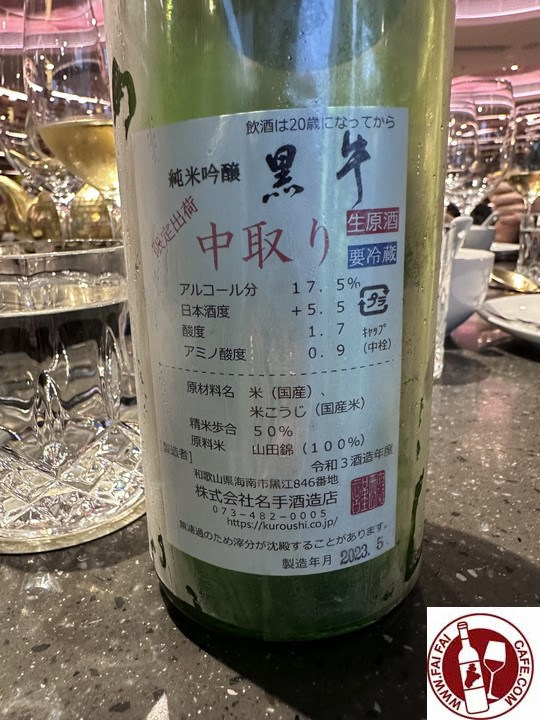 飲酒は20歳になってから
純米吟醸 黒牛
限定出荷
中取り
生原酒
要冷蔵
アルコール分 17.5%
日本酒度 +5.5
酸度 1.7
アミノ酸度 0.9
プラ
ｷｬｯﾌﾟ
(中栓)
原材料名 米（国産）、
米こうじ（国産米）
精米歩合 50%
原料米 山田錦（100%）
令和3酒造年度
製造者]
和歌山県海南市黒江846番地
株式会社名手酒造店
073-482-0005
https://kuroushi.co.jp/
無濾過のため滓分が沈殿することがあります。
製造年月 2023.5
WWW.FAI FAI CAFE.COM